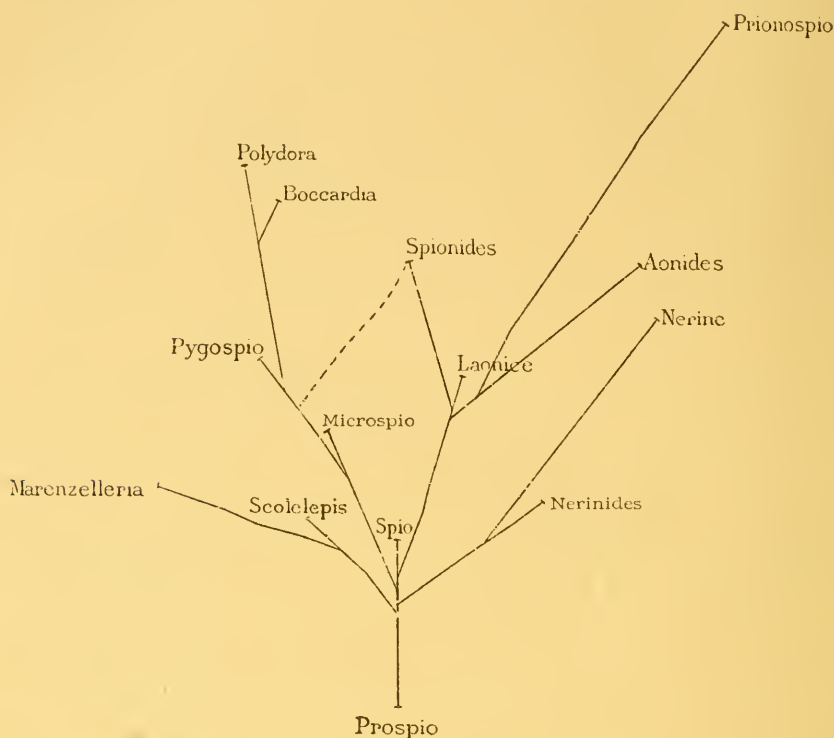 Prionospio
Polydora
Boccardia
Spionides
Aonides
Nerine
Pygospio
Laonice
Microspio
Marenzelleria
Scolelepis
Nerinides
Spio
Prospio